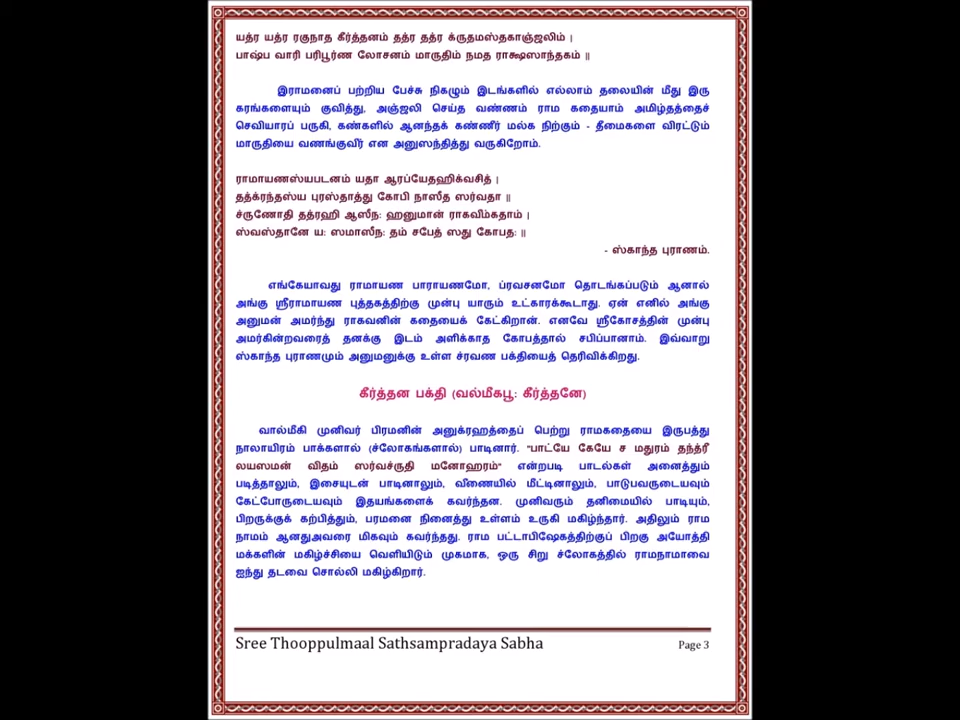 யத்ர யத்ர ரகுநாத கீர்த்தனம் தத்ர தத்ர க்ருதமஸ்தகாஞ்ஜலிம் |
பாஷ்ப வாரி பரிபூர்ண லோசனம் மாருதிம் நமத ராக்ஷஸாந்தகம் ||
இராமனைப் பற்றிய பேச்சு நிகழும் இடங்களில் எல்லாம் தலையின் மீது இரு
கரங்களையும் குவித்து, அஞ்ஜலி செய்த வண்ணம் ராம கதையாம் அமிழ்தத்தைச்
செவியாரப் பருகி, கண்களில் ஆனந்தக் கண்ணீர் மல்க நிற்கும் - தீமைகளை விரட்டும்
மாருதியை வணங்குவீர் என அனுஸந்தித்து வருகிறோம்.
ராமாயணஸ்யபடனம் யதா ஆரப்யேதஹிக்வசித் |
தத்க்ரந்தஸ்ய புரஸ்தாத்து கோபி நாஸீத ஸர்வதா ||
ச்ருணோதி தத்ரஹி ஆஸீந: ஹனுமான் ராகவீம்கதாம் |
ஸ்வஸ்தானே ய: ஸமாஸீந: தம் சபேத் ஸது கோபத: ||
- ஸ்காந்த புராணம்.
எங்கேயாவது ராமாயண பாராயணமோ, ப்ரவசனமோ தொடங்கப்படும் ஆனால்
அங்கு ஸ்ரீராமாயண புத்தகத்திற்கு முன்பு யாரும் உட்காரக்கூடாது. ஏன் எனில் அங்கு
அனுமன் அமர்ந்து ராகவனின் கதையைக் கேட்கிறான். எனவே ஸ்ரீகோசத்தின் முன்பு
அமர்கின்றவரைத் தனக்கு இடம் அளிக்காத கோபத்தால் சபிப்பானாம். இவ்வாறு
ஸ்காந்த புராணமும் அனுமனுக்கு உள்ள ச்ரவண பக்தியைத் தெரிவிக்கிறது.
கீர்த்தன பக்தி (வல்மீகபூ: கீர்த்தனே)
வால்மீகி முனிவர் பிரமனின் அனுக்ரஹத்தைப் பெற்று ராமகதையை இருபத்து
நாலாயிரம் பாக்களால் (ச்லோகங்களால்) பாடினார். "பாட்யே கேயே ச மதுரம் தந்த்ரீ
லயஸமன் விதம் ஸர்வச்ருதி மனோஹரம்" என்றபடி பாடல்கள் அனைத்தும்
படித்தாலும், இசையுடன் பாடினாலும், வீணையில் மீட்டினாலும், பாடுபவருடையவும்
கேட்போருடையவும் இதயங்களைக் கவர்ந்தன. முனிவரும் தனிமையில் பாடியும்,
பிறருக்குக் கற்பித்தும், பரமனை நினைத்து உள்ளம் உருகி மகிழ்ந்தார். அதிலும் ராம
நாமம் ஆனதுஅவரை மிகவும் கவர்ந்தது. ராம பட்டாபிஷேகத்திற்குப் பிறகு அயோத்தி
மக்களின் மகிழ்ச்சியை வெளியிடும் முகமாக, ஒரு சிறு ச்லோகத்தில் ராமநாமாவை
ஐந்து தடவை சொல்லி மகிழ்கிறார்.
Sree Thooppulmaal Sathsampradaya Sabha Page 3